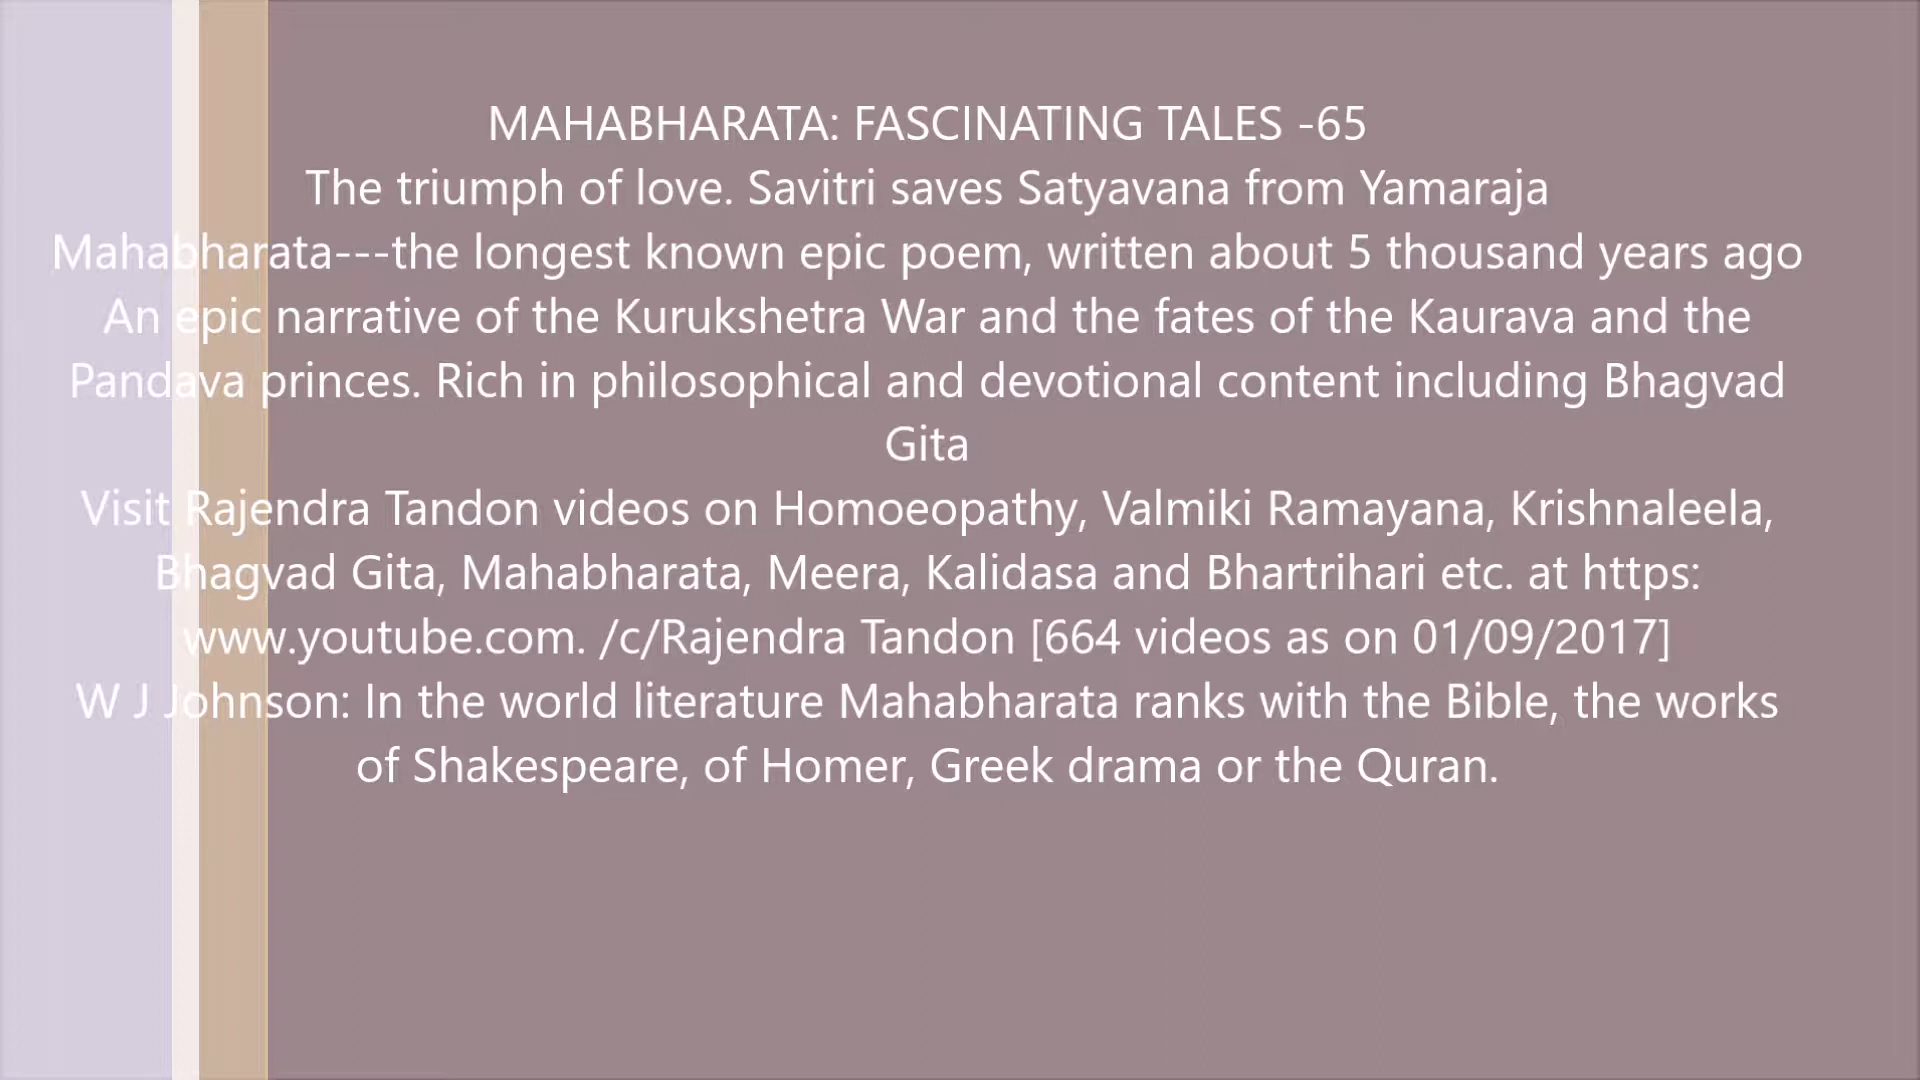 MAHABHARATA: FASCINATING TALES -65
The triumph of love. Savitri saves Satyavana from Yamaraja
Mahabharata---the longest known epic poem, written about 5 thousand years ago
An epic narrative of the Kurukshetra War and the fates of the Kaurava and the
Pandava princes. Rich in philosophical and devotional content including Bhagvad
Gita
Visit Rajendra Tandon videos on Homoeopathy, Valmiki Ramayana, Krishnaleela,
Bhagvad Gita, Mahabharata, Meera, Kalidasa and Bhartrihari etc. at https:
www.youtube.com. /c/Rajendra Tandon [664 videos as on 01/09/2017]
W J Johnson: In the world literature Mahabharata ranks with the Bible, the works
of Shakespeare, of Homer, Greek drama or the Quran.